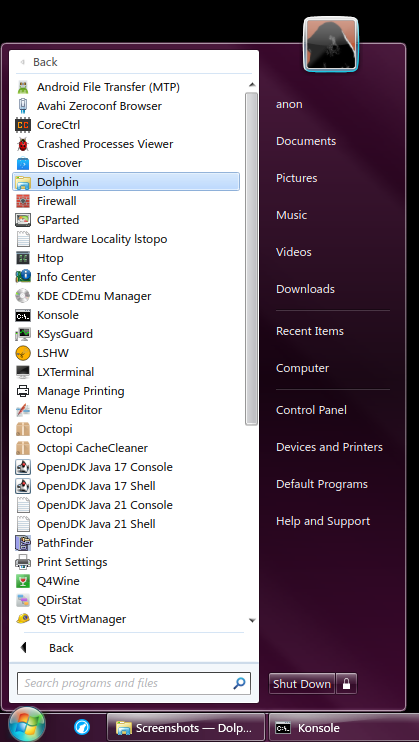 Back
Android File Transfer (MTP)
Avahi Zeroconf Browser
CoreCtrl
Crashed Processes Viewer
Discover
Dolphin
Firewall
GParted
Hardware Locality lstopo
Htop
Info Center
KDE CDEmu Manager
Konsole
KSysGuard
LSHW
LXTerminal
Manage Printing
Menu Editor
Octopi
Octopi CacheCleaner
OpenJDK Java 17 Console
OpenJDK Java 17 Shell
OpenJDK Java 21 Console
OpenJDK Java 21 Shell
PathFinder
Print Settings
Q4Wine
QDirStat
Qt5 VirtManager
Back
Search programs and files
anon
Documents
Pictures
Music
Videos
Downloads
Recent Items
Computer
Control Panel
Devices and Printers
Default Programs
Help and Support
Shut Down
Screenshots — Dolp...
Konsole